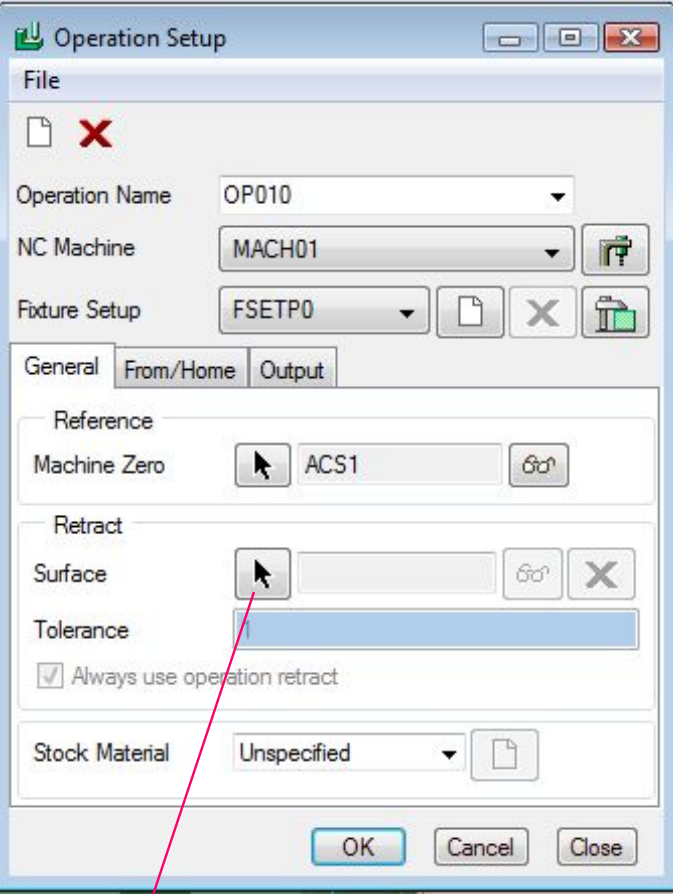 Operation Setup
File
Operation Name OP010
NC Machine MACH01
Fixture Setup FSETP0
General From/Home Output
Reference
Machine Zero ACS1
Retract
Surface
Tolerance 1
Always use operation retract
Stock Material Unspecified
OK Cancel Close